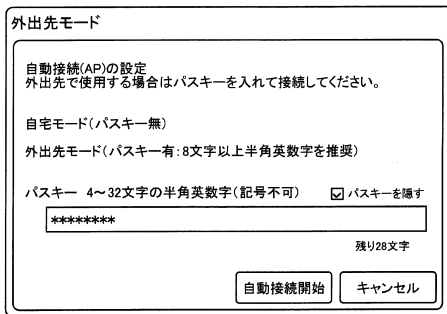 外出先モード
自動接続(AP)の設定
外出先で使用する場合はパスキーを入れて接続してください。
自宅モード(パスキー無)
外出先モード(パスキー有:8文字以上半角英数字を推奨)
パスキー 4〜32文字の半角英数字(記号不可) ☑ パスキーを隠す
********
残り28文字
自動接続開始 キャンセル